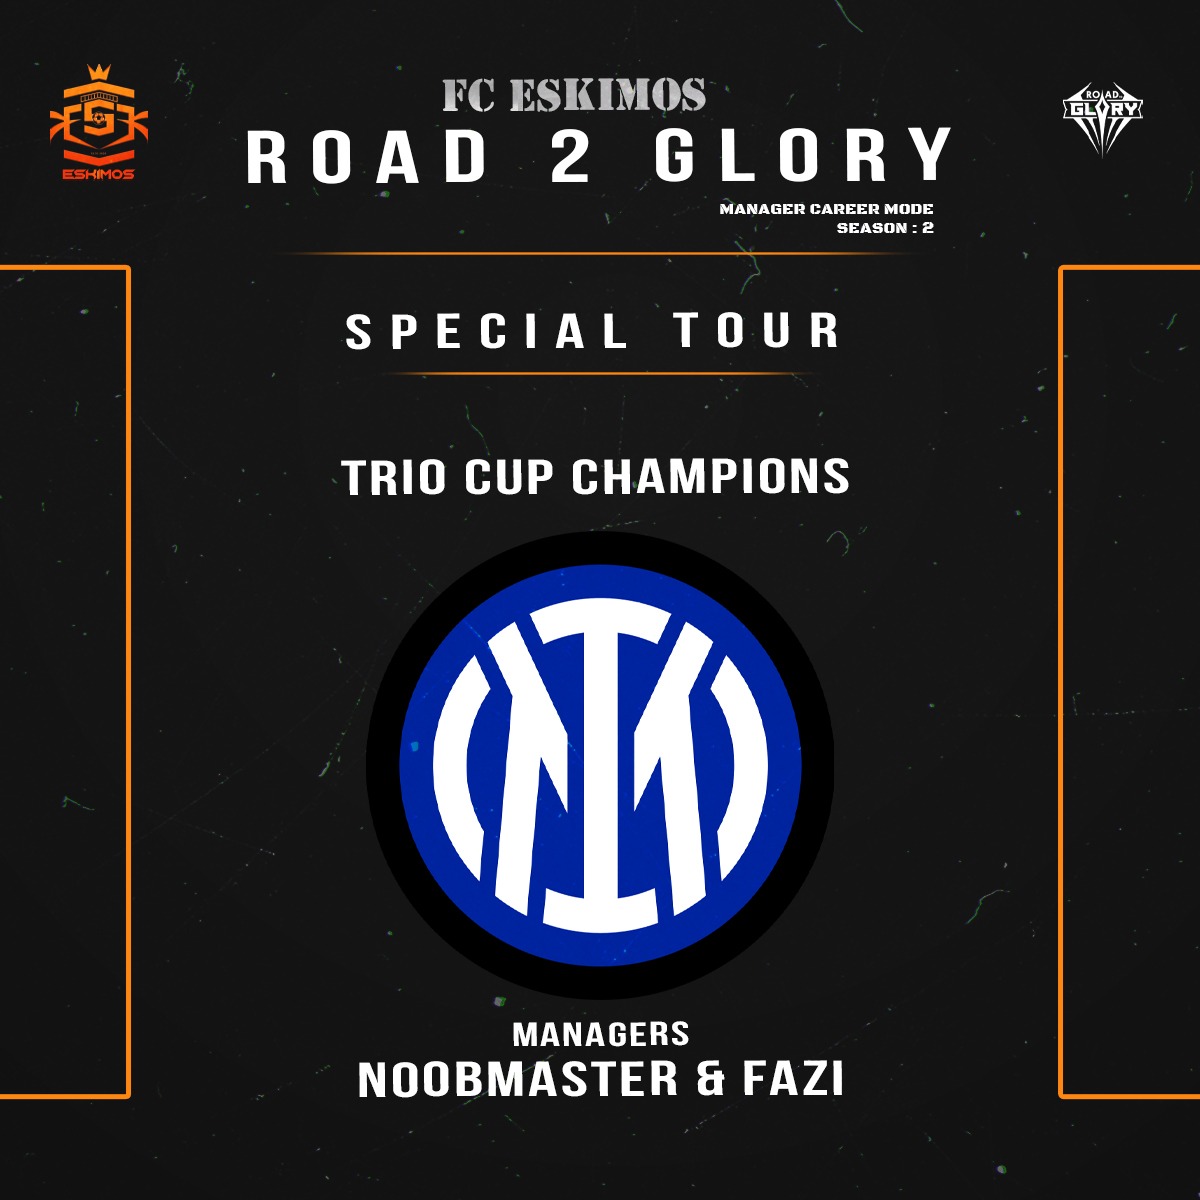 FC ESKIMOS
ROAD 2 GLORY
MANAGER CAREER MODE
SEASON : 2
ESKIMOS
ROAD
GLORY
SPECIAL TOUR
TRIO CUP CHAMPIONS
IM
MANAGERS
NOOBMASTER & FAZI